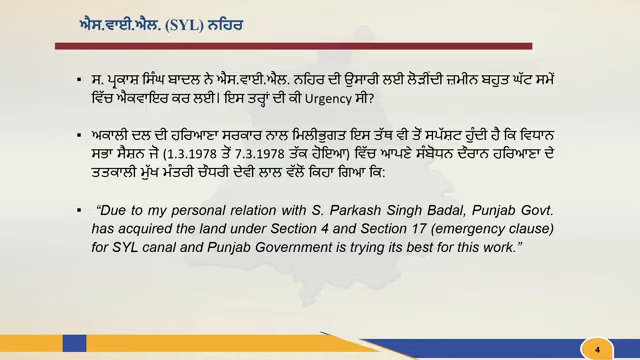 ਐਸ.ਵਾਈ.ਐਲ. (SYL) ਨਹਿਰ
▪ ਸ. ਪ੍ਰਕਾਸ਼ ਸਿੰਘ ਬਾਦਲ ਨੇ ਐਸ.ਵਾਈ.ਐਲ. ਨਹਿਰ ਦੀ ਉਸਾਰੀ ਲਈ ਲੋੜੀਂਦੀ ਜ਼ਮੀਨ ਬਹੁਤ ਘੱਟ ਸਮੇਂ
ਵਿੱਚ ਐਕਵਾਇਰ ਕਰ ਲਈ। ਇਸ ਤਰ੍ਹਾਂ ਦੀ ਕੀ Urgency ਸੀ?
▪ ਅਕਾਲੀ ਦਲ ਦੀ ਹਰਿਆਣਾ ਸਰਕਾਰ ਨਾਲ ਮਿਲੀਭੁਗਤ ਇਸ ਤੱਥ ਵੀ ਤੋਂ ਸਪੱਸ਼ਟ ਹੁੰਦੀ ਹੈ ਕਿ ਵਿਧਾਨ
ਸਭਾ ਸੈਸ਼ਨ ਜੋ (1.3.1978 ਤੋਂ 7.3.1978 ਤੱਕ ਹੋਇਆ) ਵਿੱਚ ਆਪਣੇ ਸੰਬੋਧਨ ਦੌਰਾਨ ਹਰਿਆਣਾ ਦੇ
ਤਤਕਾਲੀ ਮੁੱਖ ਮੰਤਰੀ ਚੌਧਰੀ ਦੇਵੀ ਲਾਲ ਵੱਲੋਂ ਕਿਹਾ ਗਿਆ ਕਿ:
▪ “Due to my personal relation with S. Parkash Singh Badal, Punjab Govt.
has acquired the land under Section 4 and Section 17 (emergency clause)
for SYL canal and Punjab Government is trying its best for this work.”
4